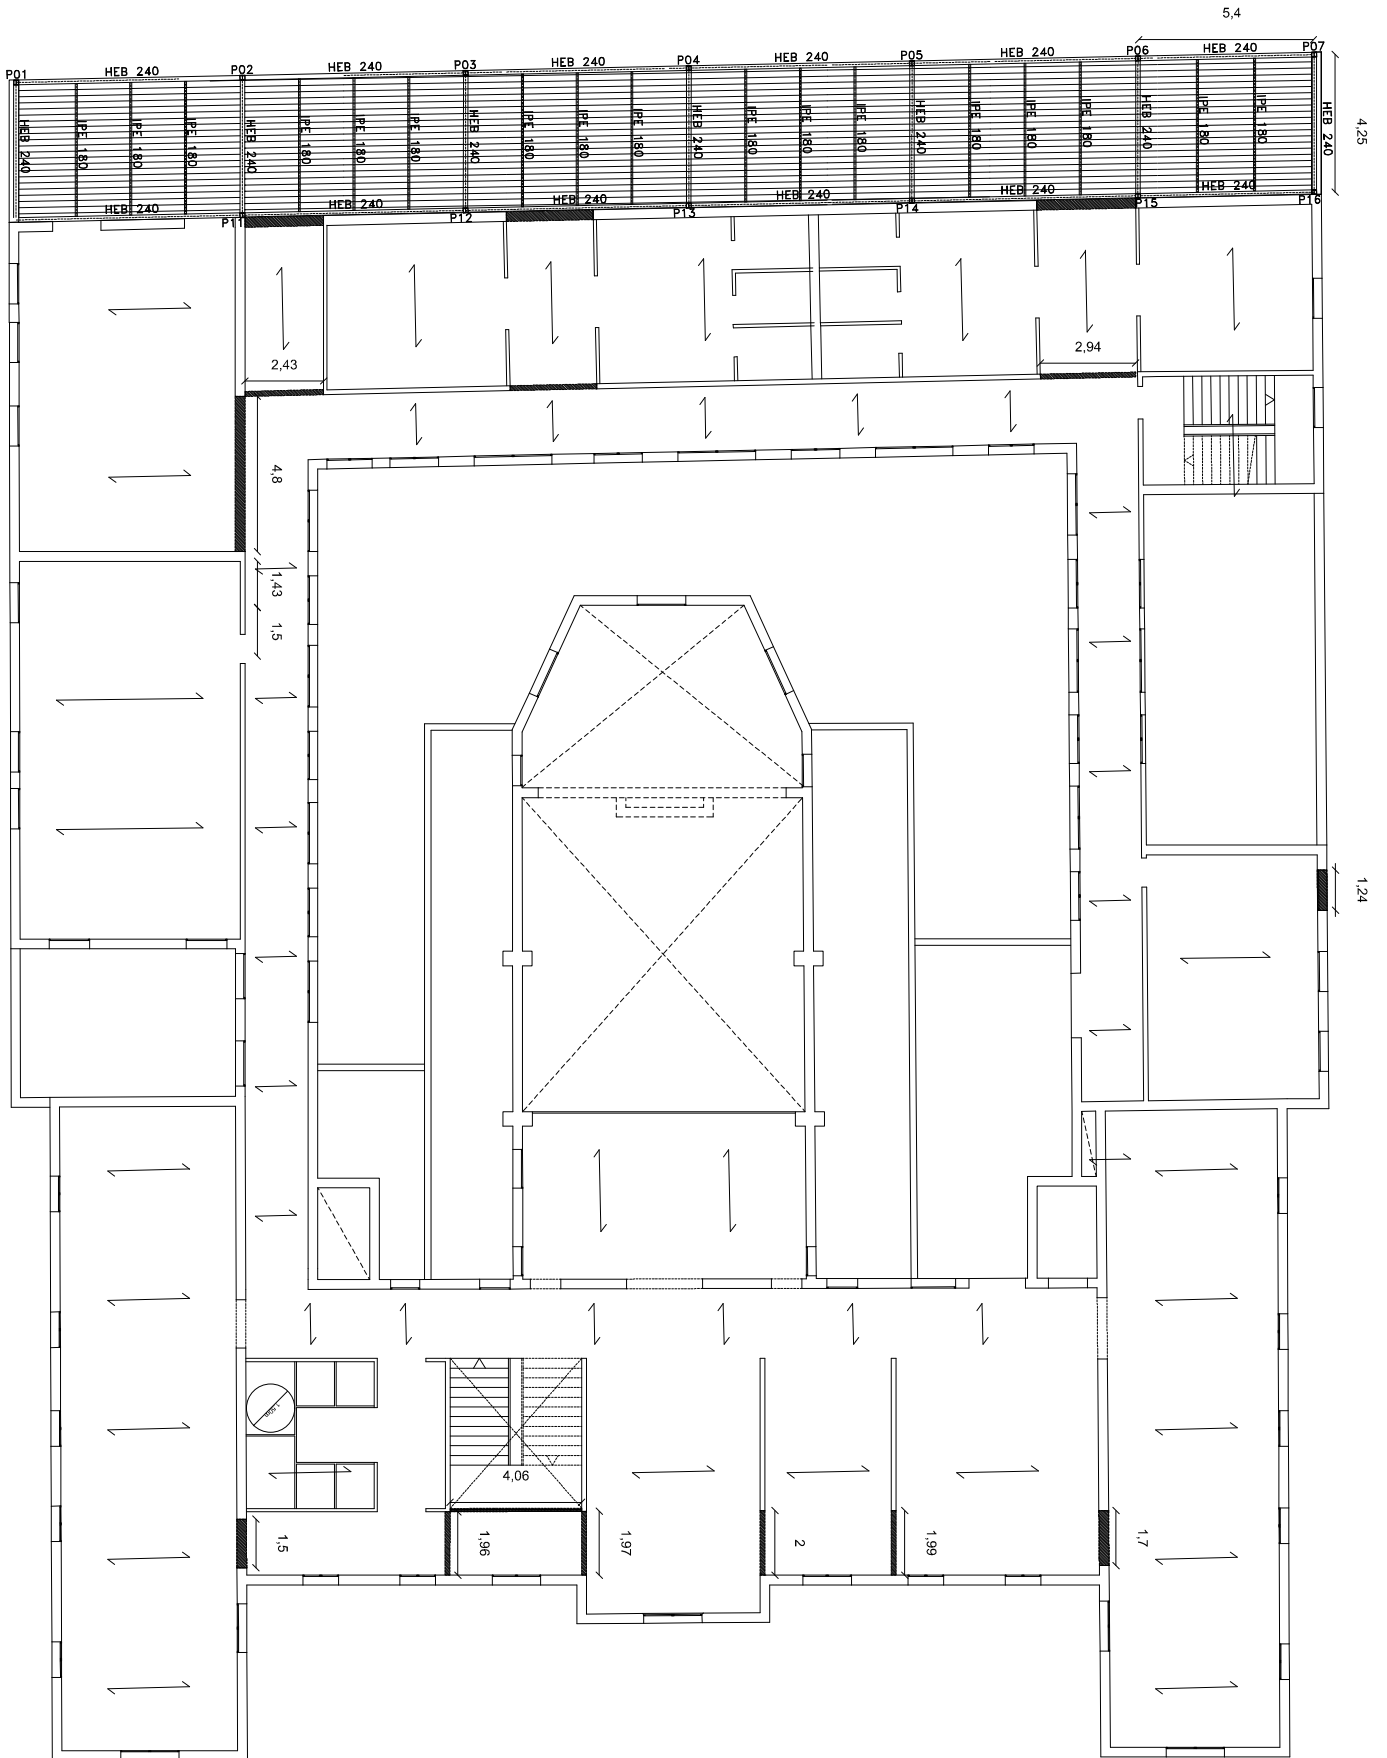 5,4
P01
HEB 240
P02
HEB 240
P03
HEB 240
P04
HEB 240
P05
HEB 240
P06
HEB 240
P07
HEB 240
4,25
HEB 240
IPE 180
IPE 180
IPE 180
HEB 240
IPE 180
IPE 180
IPE 180
HEB 240
IPE 180
IPE 180
IPE 180
HEB 240
IPE 180
IPE 180
IPE 180
HEB 240
IPE 180
IPE 180
IPE 180
HEB 240
IPE 180
IPE 180
HEB 240
P11
HEB 240
P12
HEB 240
P13
HEB 240
P14
HEB 240
P15
HEB 240
P16
2,43
2,94
4,8
1,43
1,5
1,24
4,06
1,5
1,96
1,97
2
1,99
1,7